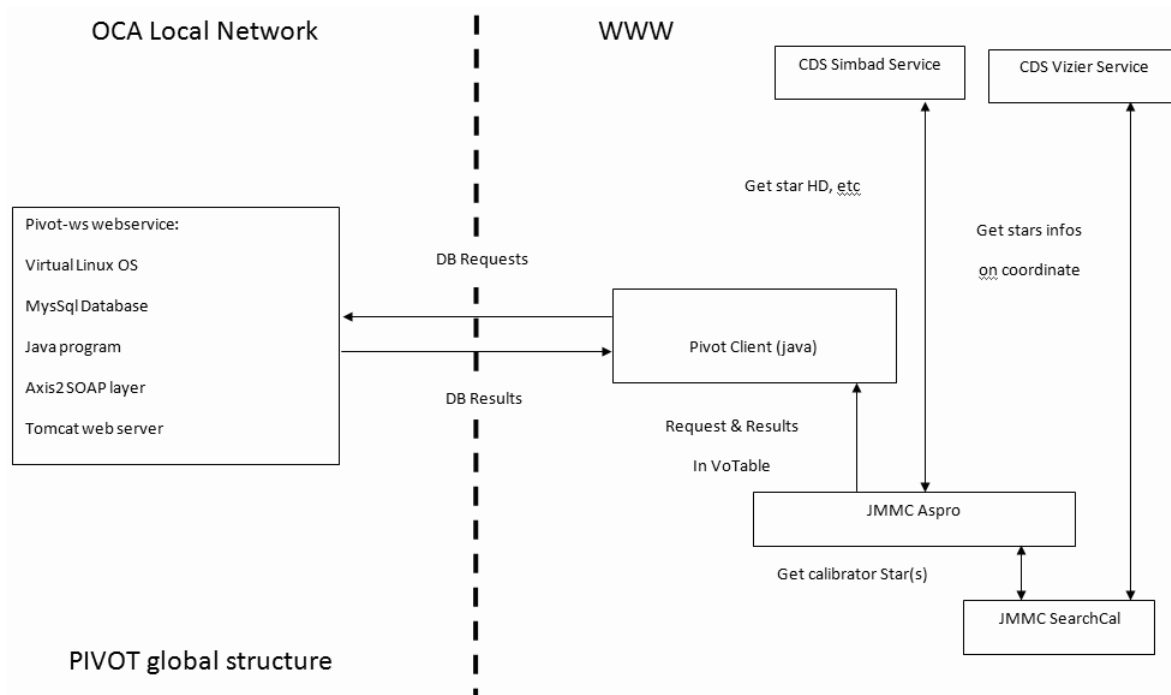 OCA Local Network
WWW
CDS Simbad Service
CDS Vizier Service
Get star HD, etc
Get stars infos
on coordinate
Pivot-ws webservice:
Virtual Linux OS
MysSql Database
Java program
Axis2 SOAP layer
Tomcat web server
DB Requests
Pivot Client (java)
DB Results
Request & Results
In VoTable
JMMC Aspro
Get calibrator Star(s)
JMMC SearchCal
PIVOT global structure